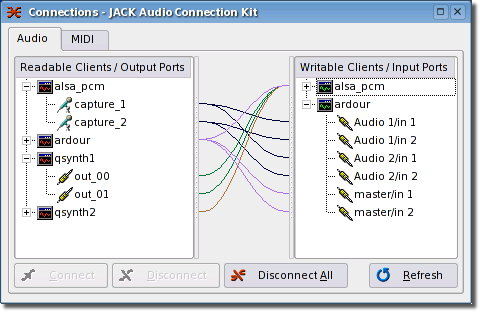 Connections - JACK Audio Connection Kit
Audio
MIDI
Readable Clients / Output Ports
alsa_pcm
capture_1
capture_2
ardour
qsynth1
out_00
out_01
qsynth2
Writable Clients / Input Ports
alsa_pcm
ardour
Audio 1/in 1
Audio 1/in 2
Audio 2/in 1
Audio 2/in 2
master/in 1
master/in 2
Connect
Disconnect
Disconnect All
Refresh